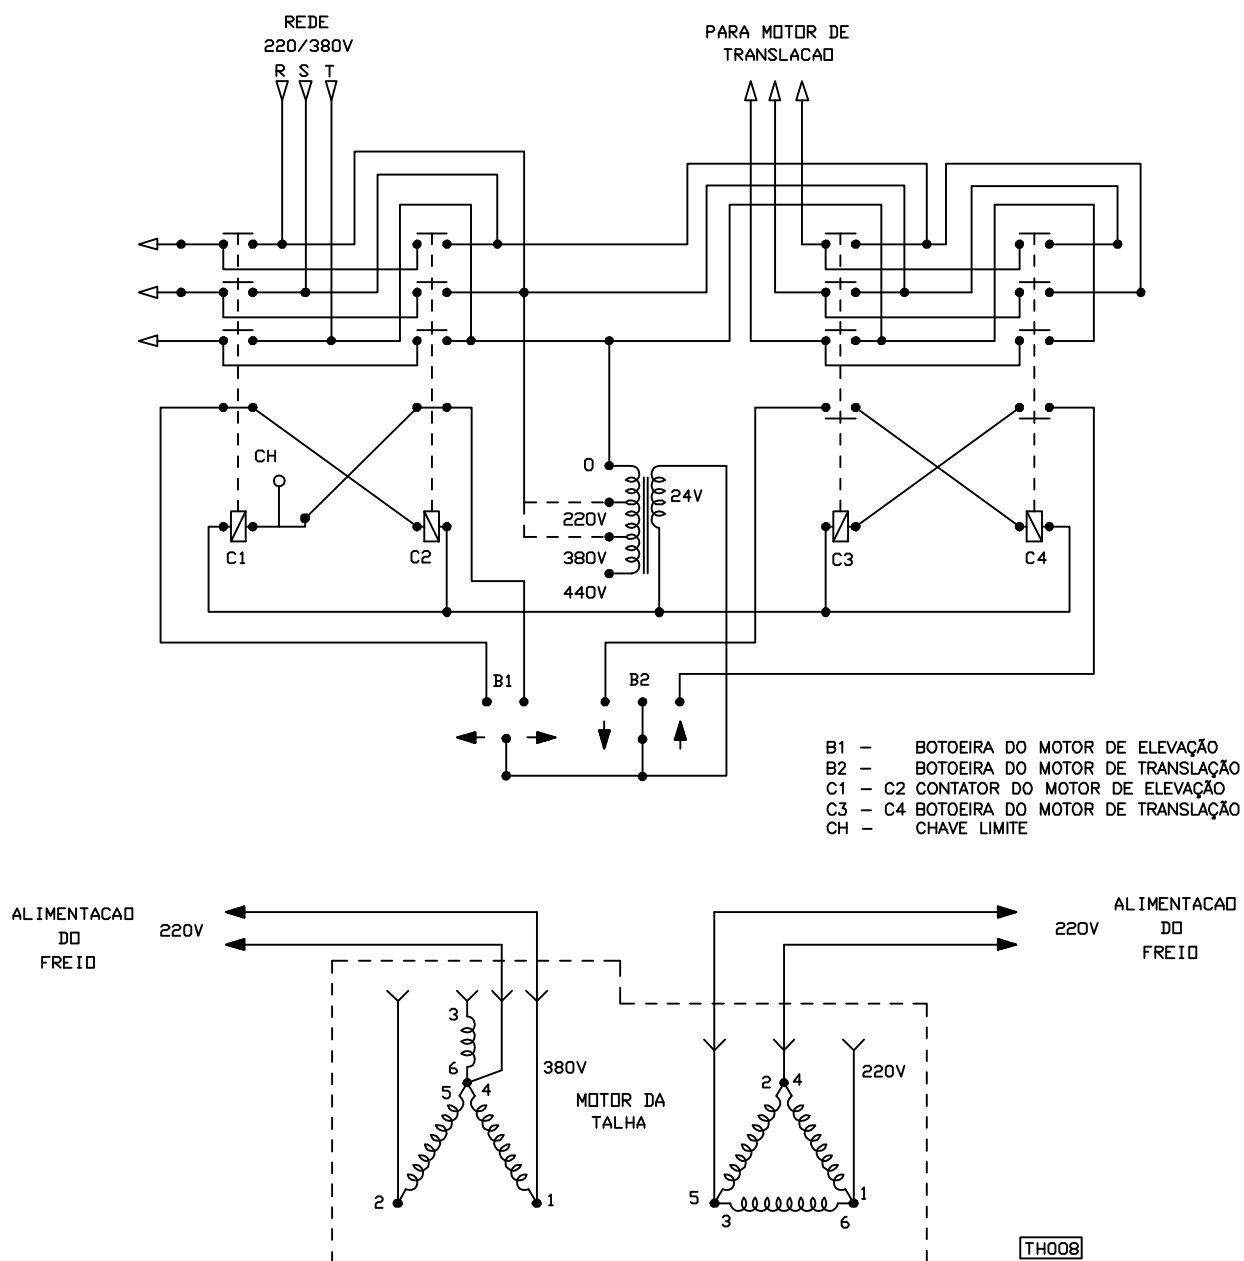 REDE
220/380V
R S T
PARA MOTOR DE
TRANSLACAO
CH
C1
C2
0
220V
380V
440V
24V
C3
C4
B1
B2
B1 - BOTOEIRA DO MOTOR DE ELEVAÇÃO
B2 - BOTOEIRA DO MOTOR DE TRANSLAÇÃO
C1 - C2 CONTATOR DO MOTOR DE ELEVAÇÃO
C3 - C4 BOTOEIRA DO MOTOR DE TRANSLAÇÃO
CH - CHAVE LIMITE
ALIMENTACAO
DO
FREIO
220V
220V
ALIMENTACAO
DO
FREIO
3
6
5 4
2
1
380V
MOTOR DA
TALHA
2 4
220V
5
3
1
6
TH008